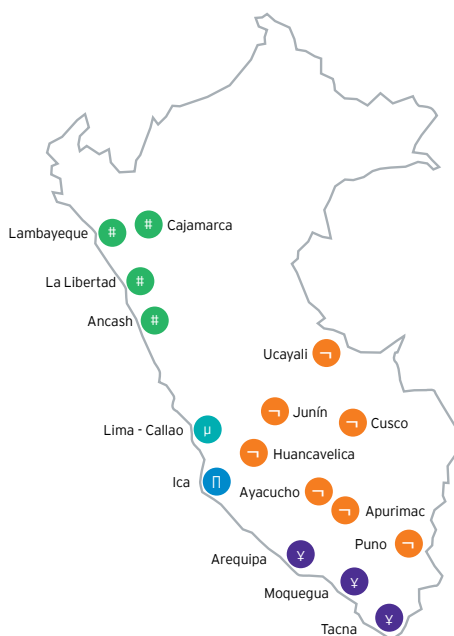 Cajamarca
#
Lambayeque #
La Libertad #
Ancash #
Ucayali ¬
¬ Junín
¬ Cusco
Lima - Callao µ
¬ Huancavelica
Ica ∏
Ayacucho ¬
¬ Apurimac
Puno ¬
Arequipa ¥
Moquegua ¥
Tacna ¥